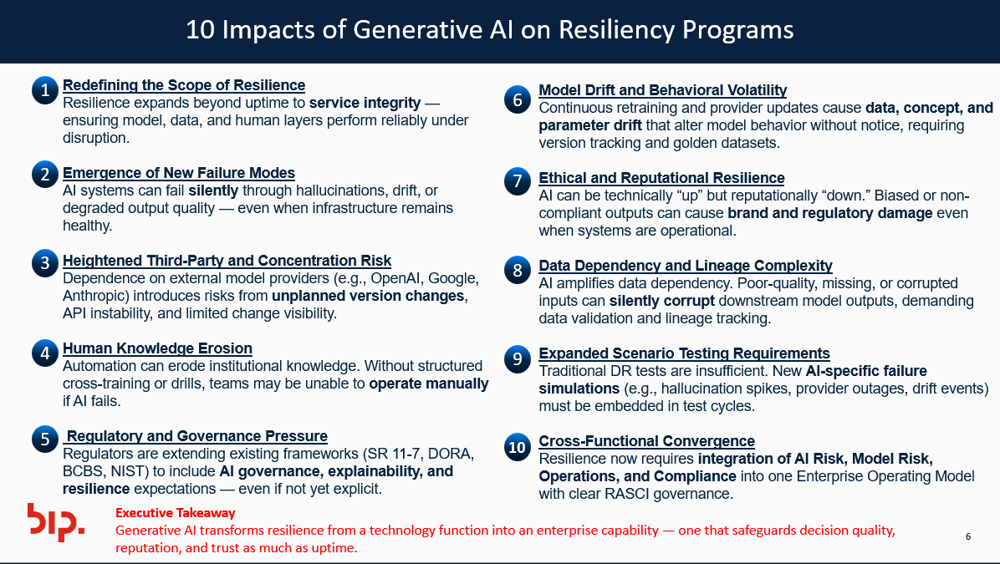 10 Impacts of Generative AI on Resiliency Programs
1
Redefining the Scope of Resilience
Resilience expands beyond uptime to service integrity —
ensuring model, data, and human layers perform reliably under
disruption.
2
Emergence of New Failure Modes
AI systems can fail silently through hallucinations, drift, or
degraded output quality — even when infrastructure remains
healthy.
3
Heightened Third-Party and Concentration Risk
Dependence on external model providers (e.g., OpenAI, Google,
Anthropic) introduces risks from unplanned version changes,
API instability, and limited change visibility.
4
Human Knowledge Erosion
Automation can erode institutional knowledge. Without structured
cross-training or drills, teams may be unable to operate manually
if AI fails.
5
Regulatory and Governance Pressure
Regulators are extending existing frameworks (SR 11-7, DORA,
BCBS, NIST) to include AI governance, explainability, and
resilience expectations — even if not yet explicit.
6
Model Drift and Behavioral Volatility
Continuous retraining and provider updates cause data, concept, and
parameter drift that alter model behavior without notice, requiring
version tracking and golden datasets.
7
Ethical and Reputational Resilience
AI can be technically “up” but reputationally “down.” Biased or non-
compliant outputs can cause brand and regulatory damage even
when systems are operational.
8
Data Dependency and Lineage Complexity
AI amplifies data dependency. Poor-quality, missing, or corrupted
inputs can silently corrupt downstream model outputs, demanding
data validation and lineage tracking.
9
Expanded Scenario Testing Requirements
Traditional DR tests are insufficient. New AI-specific failure
simulations (e.g., hallucination spikes, provider outages, drift events)
must be embedded in test cycles.
10
Cross-Functional Convergence
Resilience now requires integration of AI Risk, Model Risk,
Operations, and Compliance into one Enterprise Operating Model
with clear RASCI governance.
bip.
Executive Takeaway
Generative AI transforms resilience from a technology function into an enterprise capability — one that safeguards decision quality,
reputation, and trust as much as uptime.
6